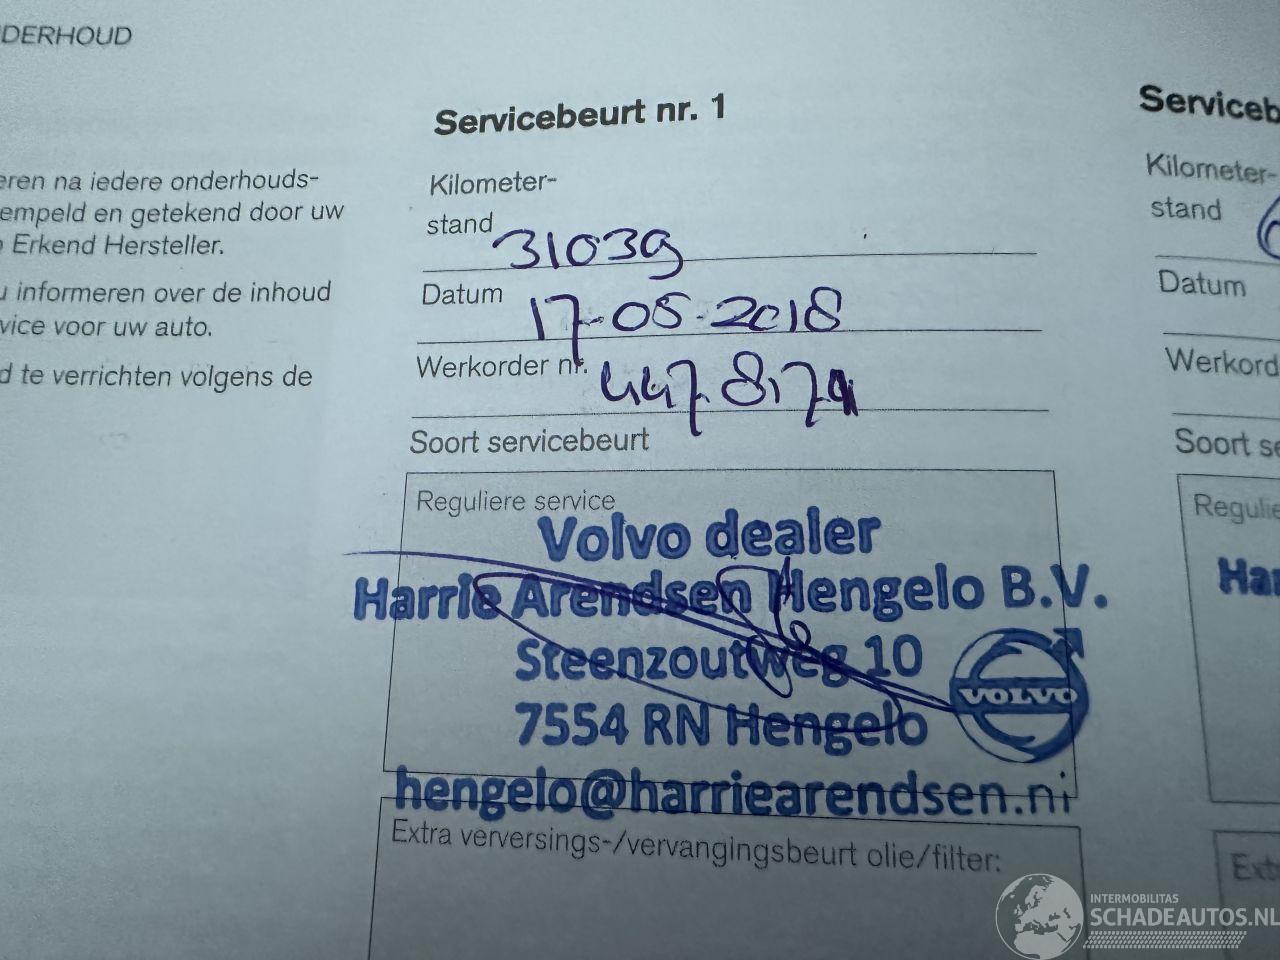 DERHOUD
eren na iedere onderhouds-
empeld en getekend door uw
Erkend Hersteller.
u informeren over de inhoud
vice voor uw auto.
d te verrichten volgens de
Servicebeurt nr. 1
Kilometer-
stand 31039
Datum 17-05-2018
Werkorder nr.
Soort servicebeurt
Reguliere service
Volvo dealer
Harrie Arendsen Hengelo B.V.
Steenzoutweg 10
7554 RN Hengelo
VOLVO
hengelo@harriearendsen.nl
Extra verversings-/vervangingsbeurt olie/filter:
Serviceb
Kilometer-
stand
Datum
Werkord
Soort se
Regulie
Har
Ext
INTERMOBILITAS
SCHADEAUTOS.NL